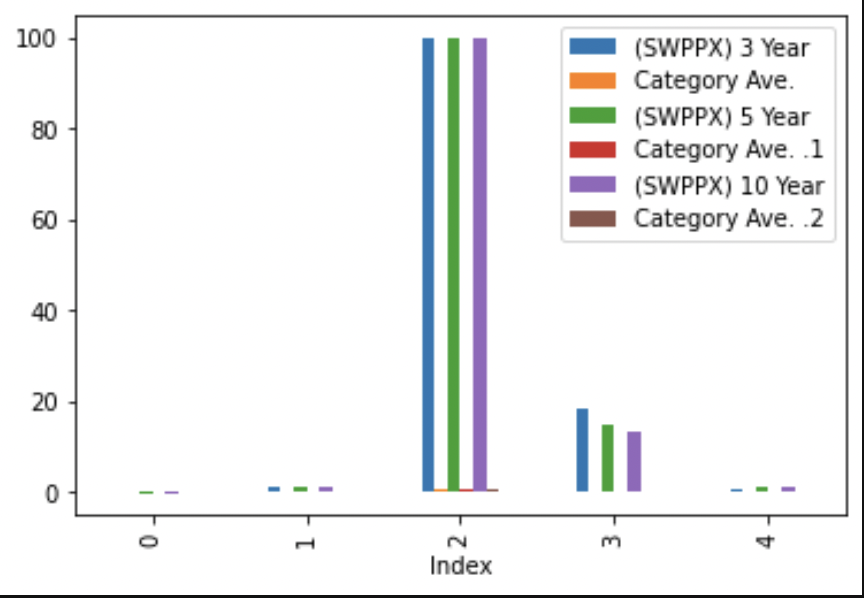 100
80
60
40
20
0
(SWPPX) 3 Year
Category Ave.
(SWPPX) 5 Year
Category Ave. .1
(SWPPX) 10 Year
Category Ave. .2
0
1
2
3
4
Index